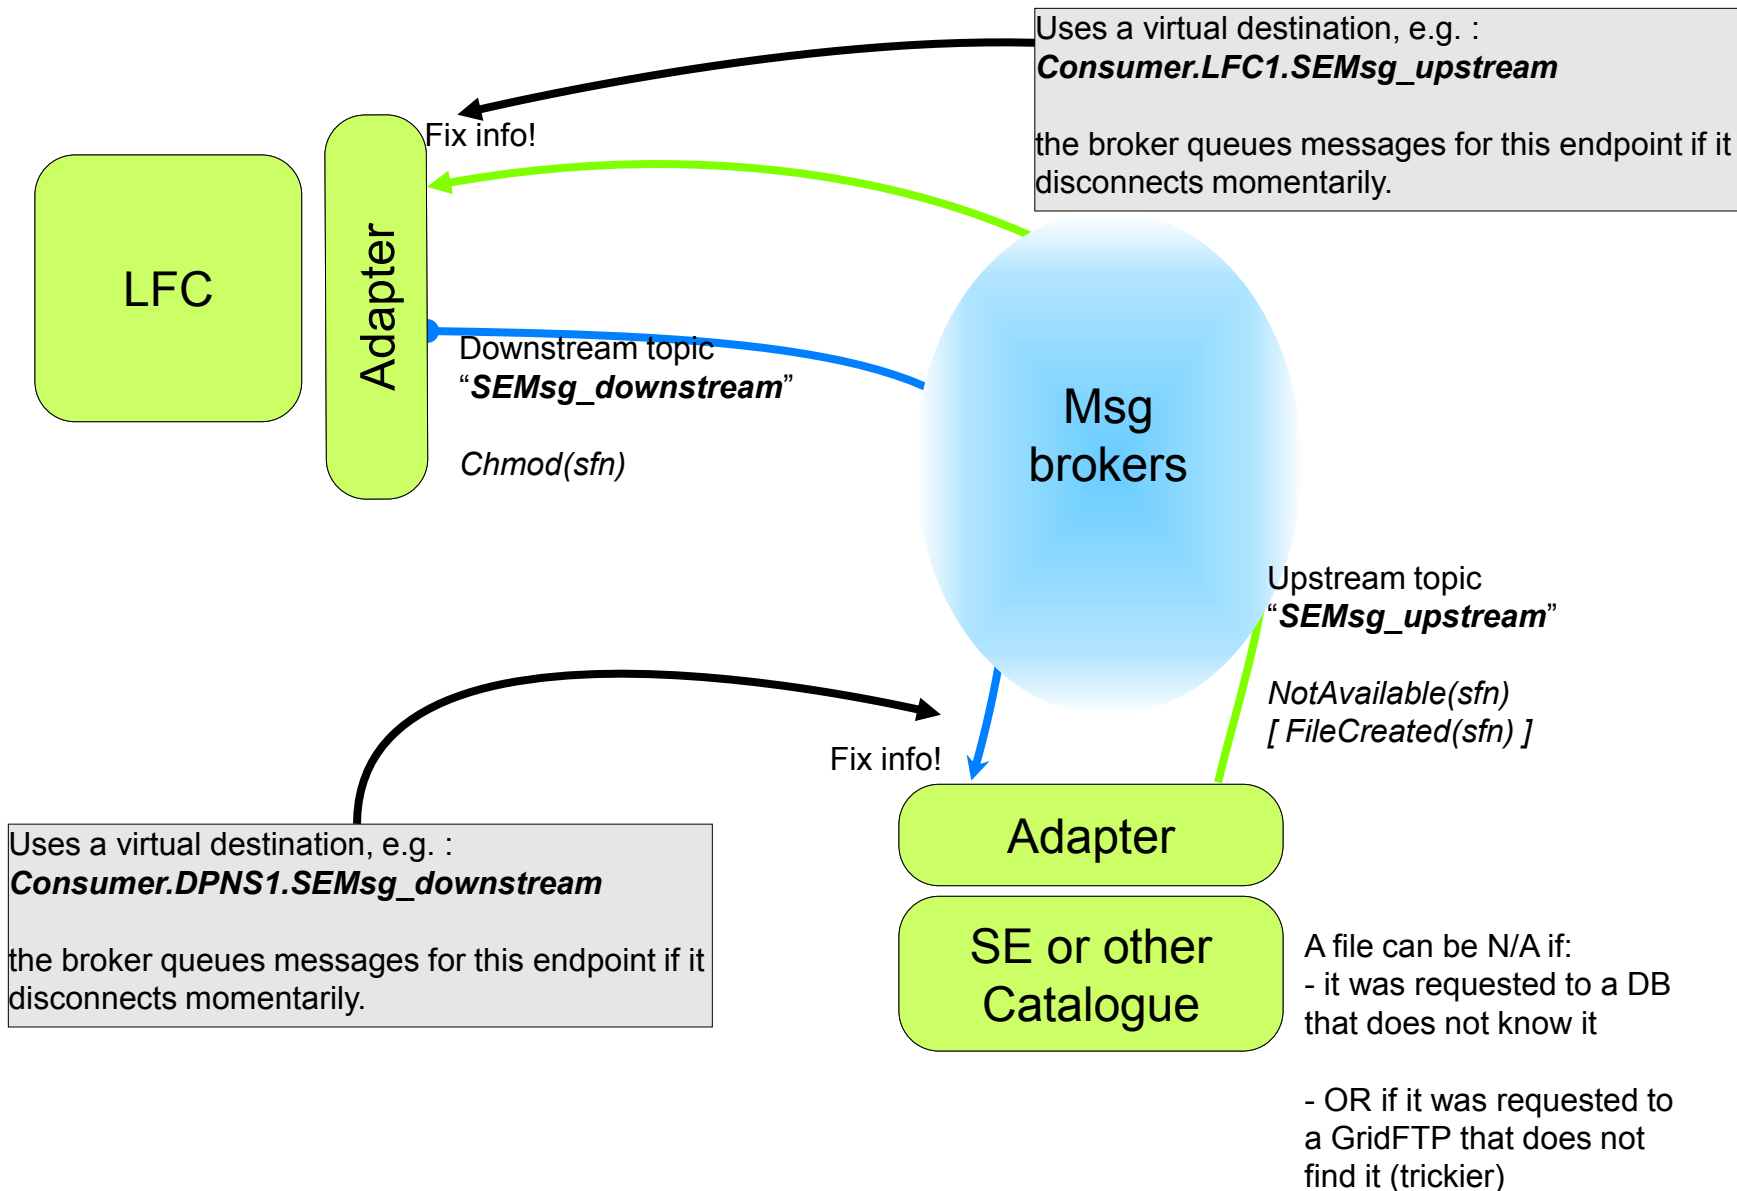 Uses a virtual destination, e.g. :
Consumer.LFC1.SEMsg_upstream
the broker queues messages for this endpoint if it
disconnects momentarily.
Fix info!
LFC
Adapter
Downstream topic
“SEMsg_downstream”
Chmod(sfn)
Msg
brokers
Upstream topic
“SEMsg_upstream”
NotAvailable(sfn)
[ FileCreated(sfn) ]
Fix info!
Uses a virtual destination, e.g. :
Consumer.DPNS1.SEMsg_downstream
the broker queues messages for this endpoint if it
disconnects momentarily.
Adapter
SE or other
Catalogue
A file can be N/A if:
- it was requested to a DB
that does not know it
- OR if it was requested to
a GridFTP that does not
find it (trickier)